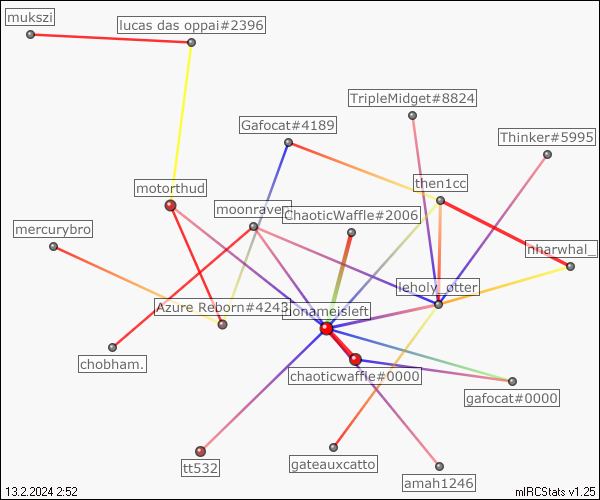 mukszi
lucas das oppai#2396
TripleMidget#8824
Gafocat#4189
Thinker#5995
then1cc
motorthud
moonraven
ChaoticWaffle#2006
mercurybro
nharwhal_
leholy_otter
Azure Reborn#4243
nonameisleft
chobham.
chaoticwaffle#0000
gafocat#0000
tt532
gateauxcatto
amah1246
13.2.2024 2:52
mIRCStats v1.25